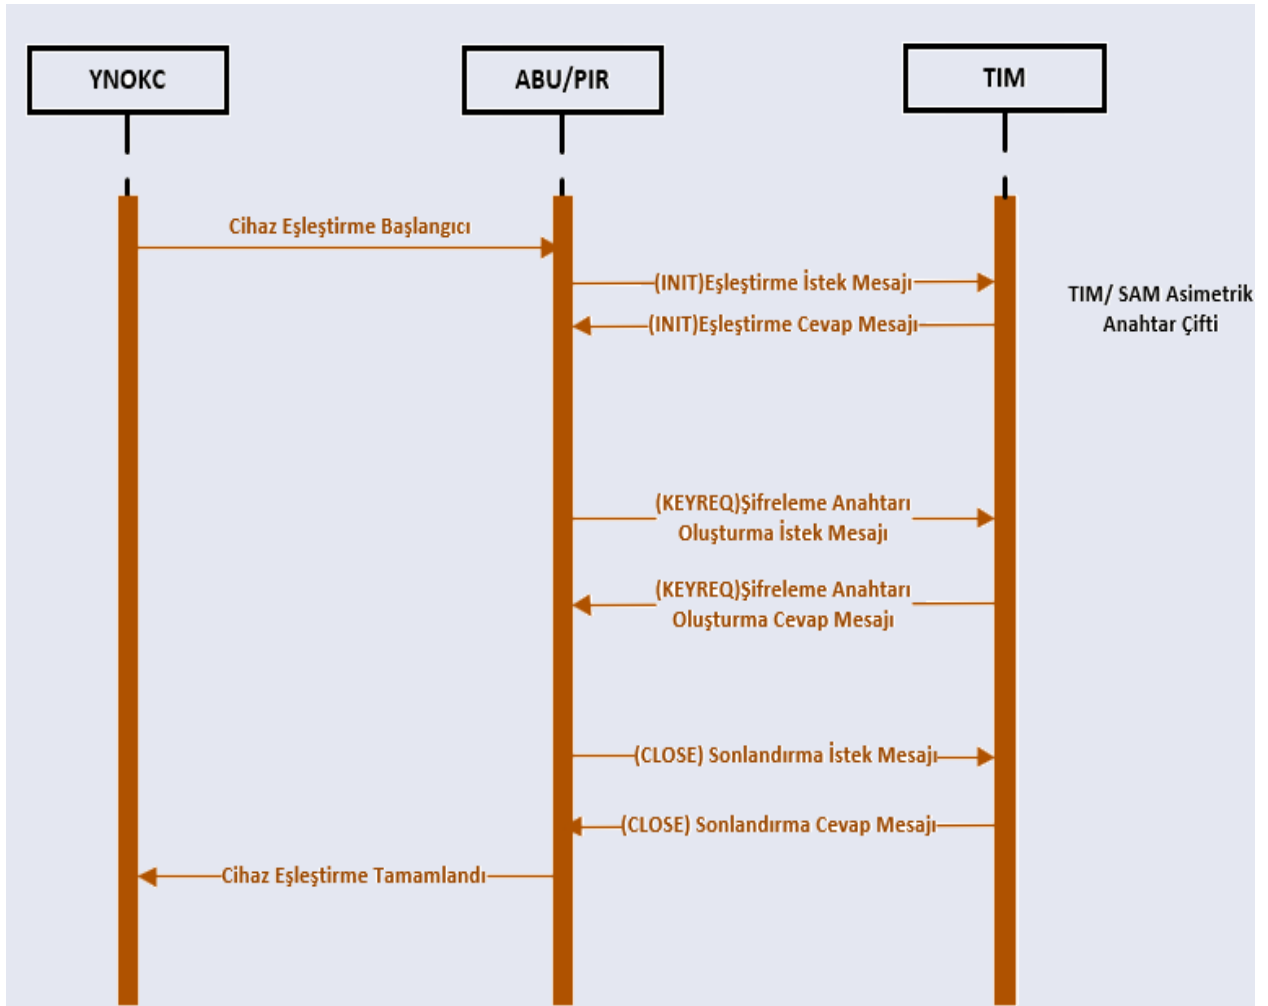 YNOKC
ABU/PIR
TIM
Cihaz Eşleştirme Başlangıcı
(INIT)Eşleştirme İstek Mesajı
TIM/ SAM Asimetrik
Anahtar Çifti
(INIT)Eşleştirme Cevap Mesajı
(KEYREQ)Şifreleme Anahtarı
Oluşturma İstek Mesajı
(KEYREQ)Şifreleme Anahtarı
Oluşturma Cevap Mesajı
(CLOSE) Sonlandırma İstek Mesajı
(CLOSE) Sonlandırma Cevap Mesajı
Cihaz Eşleştirme Tamamlandı